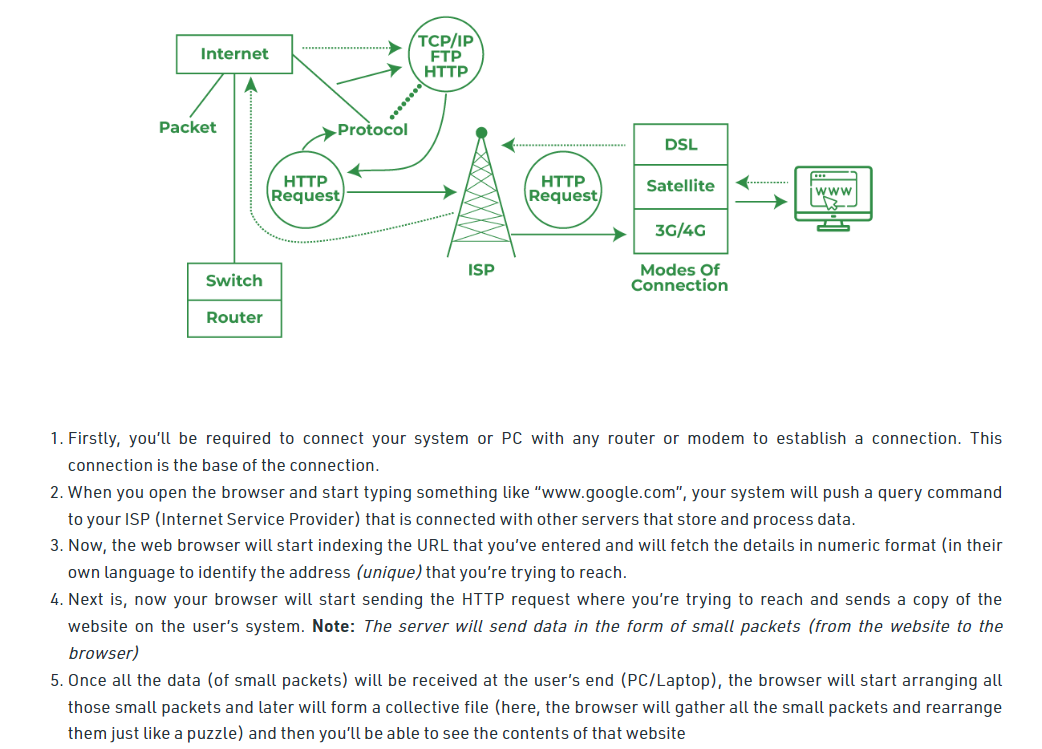 Internet
TCP/IP
FTP
HTTP
Packet
Protocol
HTTP
Request
ISP
HTTP
Request
DSL
Satellite
3G/4G
Modes Of
Connection
WWW
Switch
Router
1. Firstly, you’ll be required to connect your system or PC with any router or modem to establish a connection. This
connection is the base of the connection.
2. When you open the browser and start typing something like “www.google.com”, your system will push a query command
to your ISP (Internet Service Provider) that is connected with other servers that store and process data.
3. Now, the web browser will start indexing the URL that you’ve entered and will fetch the details in numeric format (in their
own language to identify the address (unique) that you’re trying to reach.
4. Next is, now your browser will start sending the HTTP request where you’re trying to reach and sends a copy of the
website on the user’s system. Note: The server will send data in the form of small packets (from the website to the
browser)
5. Once all the data (of small packets) will be received at the user’s end (PC/Laptop), the browser will start arranging all
those small packets and later will form a collective file (here, the browser will gather all the small packets and rearrange
them just like a puzzle) and then you’ll be able to see the contents of that website